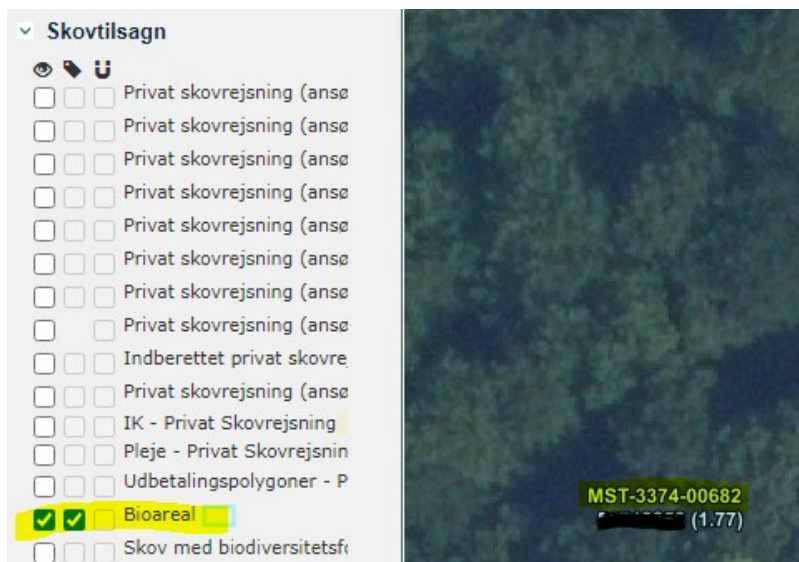 Skovtilsagn
Privat skovrejsning (ansø
Privat skovrejsning (ansø
Privat skovrejsning (ansø
Privat skovrejsning (ansø
Privat skovrejsning (ansø
Privat skovrejsning (ansø
Privat skovrejsning (ansø
Privat skovrejsning (ansø
Indberettet privat skovre
Privat skovrejsning (ansø
IK - Privat Skovrejsning
Pleje - Privat Skovrejsnin
Udbetalingspolygoner - P
Bioareal
Skov med biodiversitetsfo
MST-3374-00682
(1.77)